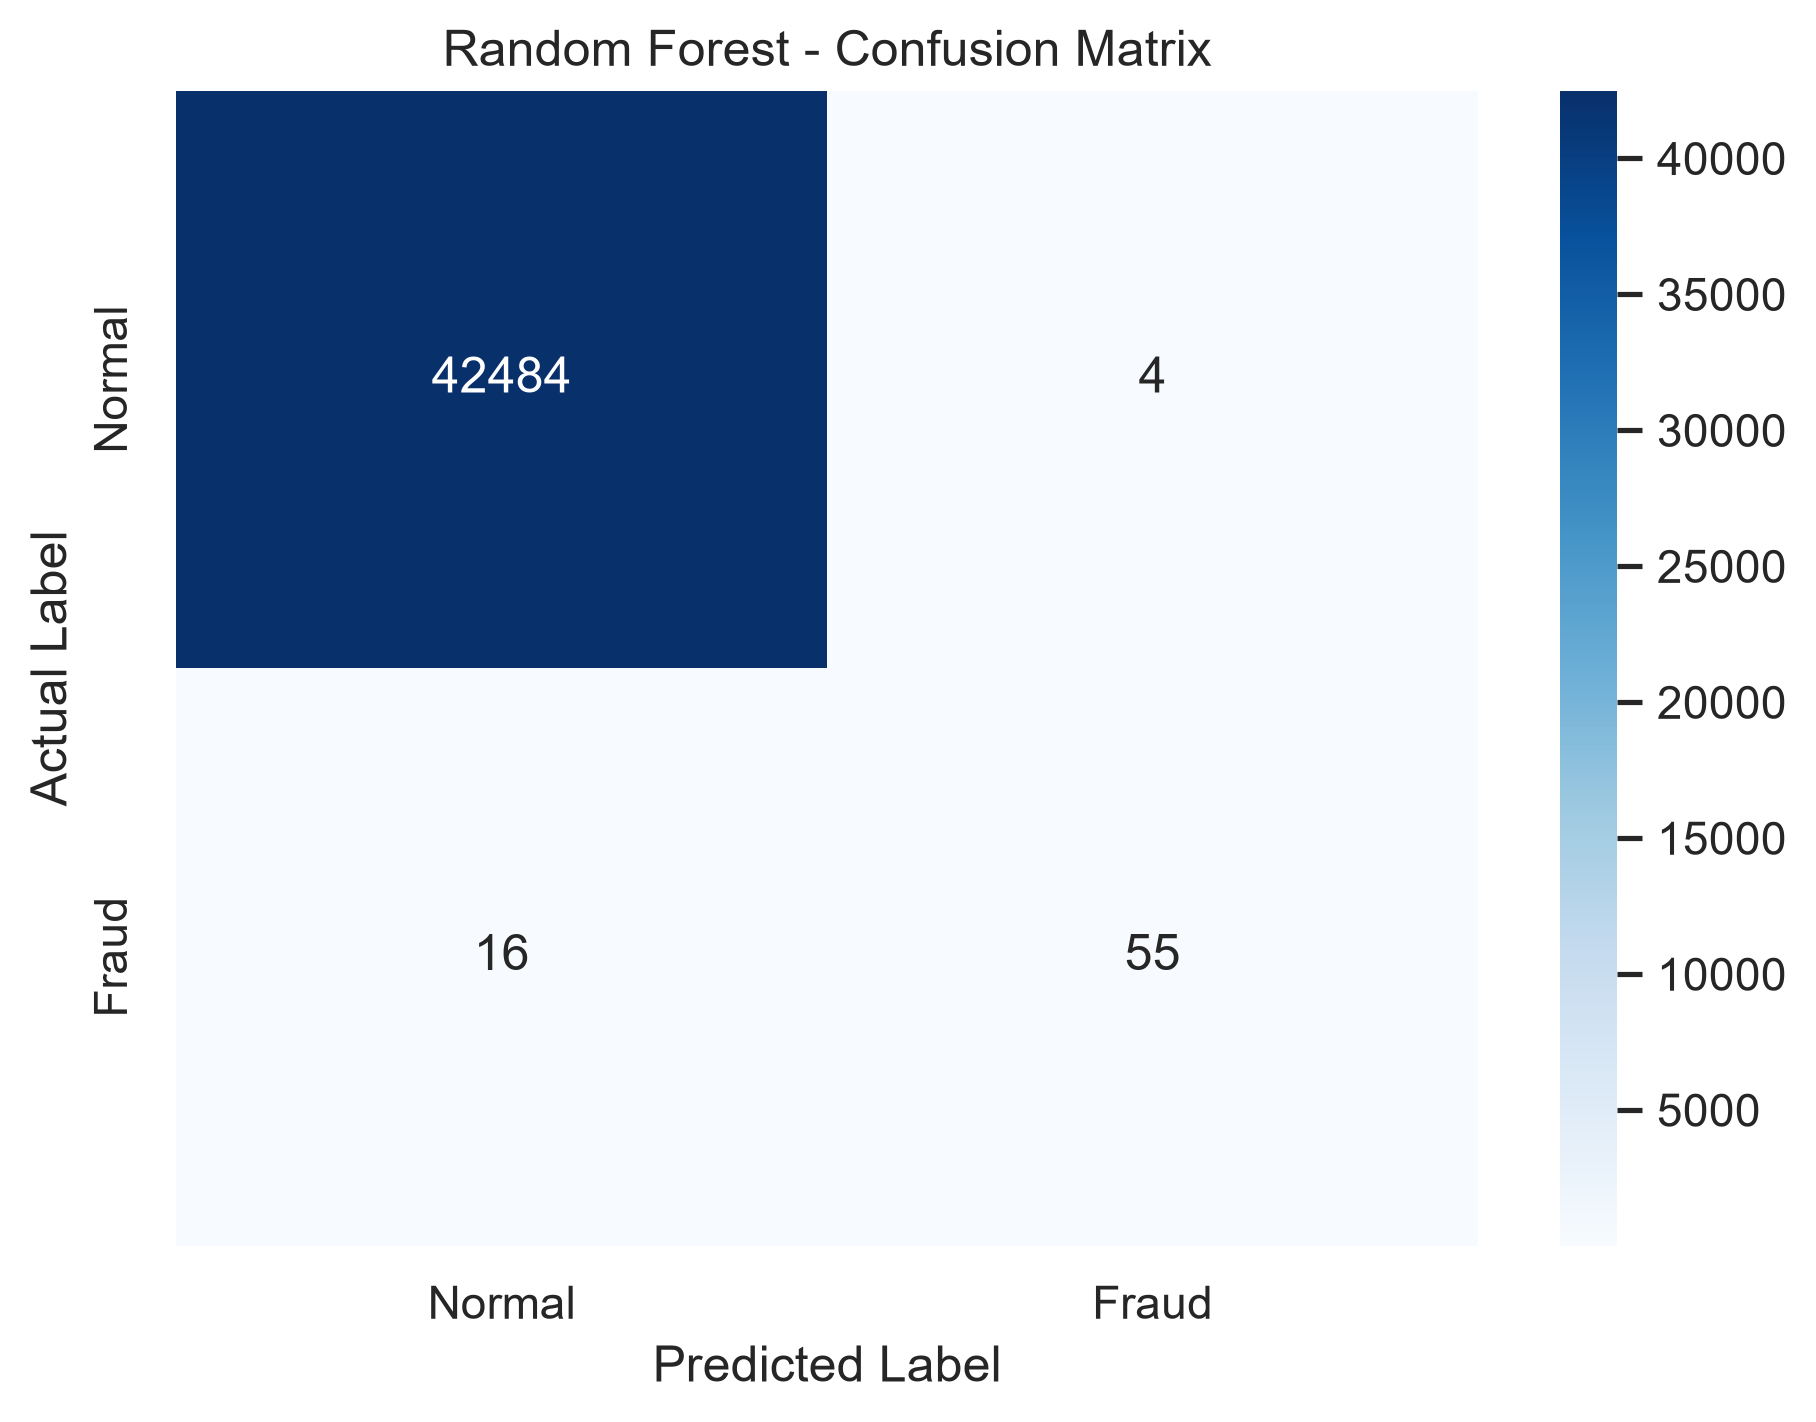 Random Forest - Confusion Matrix
Actual Label
Normal
42484
4
Fraud
16
55
Normal
Fraud
Predicted Label
40000
35000
30000
25000
20000
15000
10000
5000